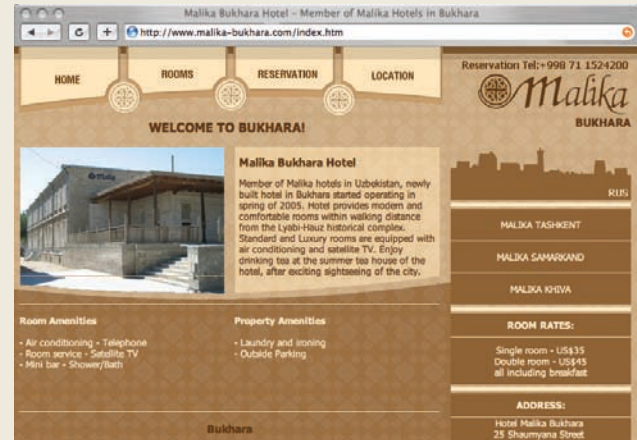 Malika Bukhara Hotel - Member of Malika Hotels in Bukhara
http://www.malika-bukhara.com/index.htm
HOME
ROOMS
RESERVATION
LOCATION
Reservation Tel:+998 71 1524200
Malika
BUKHARA
WELCOME TO BUKHARA!
Malika Bukhara Hotel
Member of Malika hotels in Uzbekistan, newly
built hotel in Bukhara started operating in
spring of 2005. Hotel provides modern and
comfortable rooms within walking distance
from the Lyabi-Hauz historical complex.
Standard and Luxury rooms are equipped with
air conditioning and satellite TV. Enjoy
drinking tea at the summer tea house of the
hotel, after exciting sightseeing of the city.
RUS
MALIKA TASHKENT
MALIKA SAMARKAND
MALIKA KHIVA
Room Amenities
- Air conditioning - Telephone
- Room service - Satellite TV
- Mini bar - Shower/Bath
Property Amenities
- Laundry and ironing
- Outside Parking
ROOM RATES:
Single room - US$35
Double room - US$45
all including breakfast
Bukhara
ADDRESS:
Hotel Malika Bukhara
25 Shaumyana Street